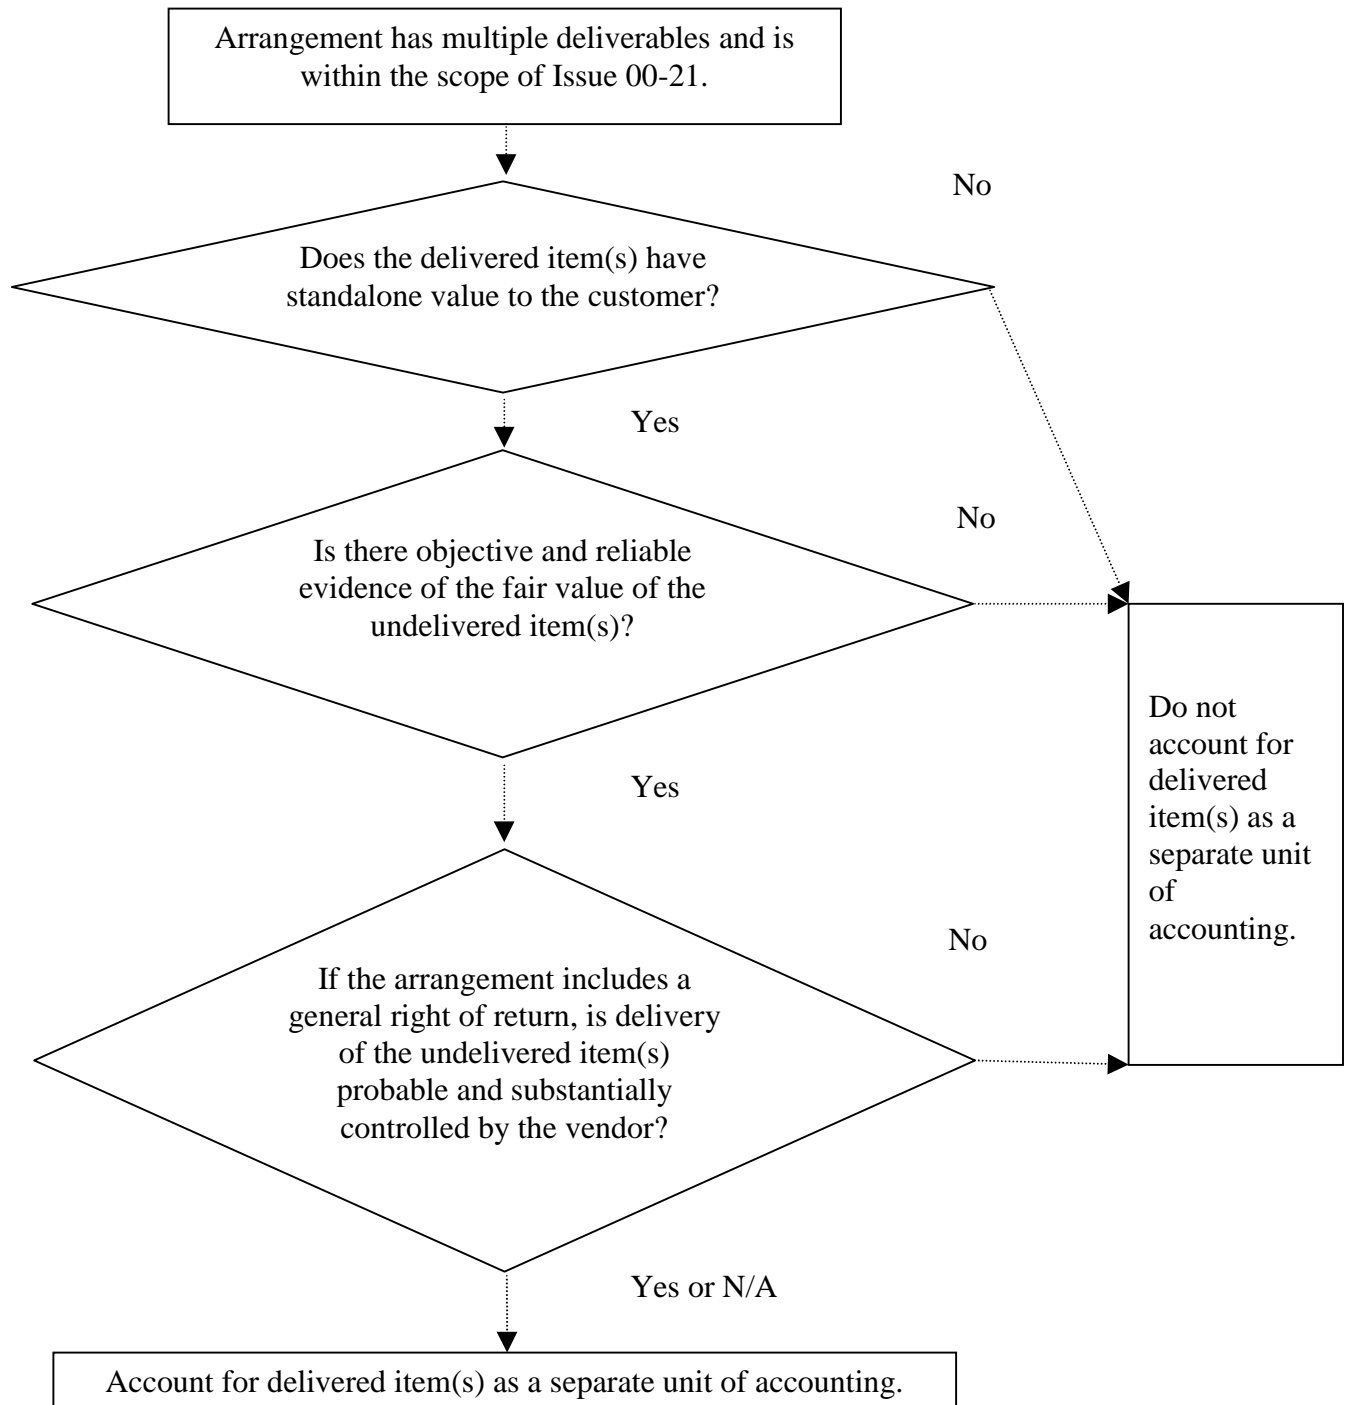 Arrangement has multiple deliverables and is
within the scope of Issue 00-21.
No
Does the delivered item(s) have
standalone value to the customer?
Yes
No
Is there objective and reliable
evidence of the fair value of the
undelivered item(s)?
Yes
Do not
account for
delivered
item(s) as a
separate unit
of
accounting.
No
If the arrangement includes a
general right of return, is delivery
of the undelivered item(s)
probable and substantially
controlled by the vendor?
Yes or N/A
Account for delivered item(s) as a separate unit of accounting.